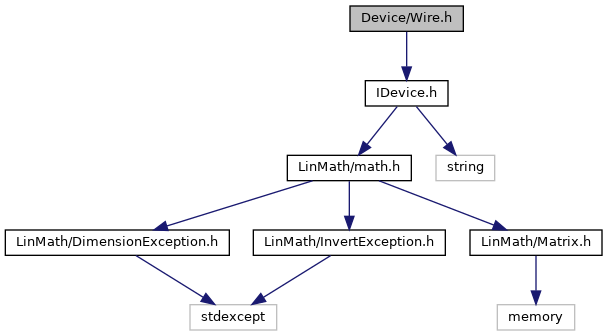 Device/Wire.h
IDevice.h
LinMath/math.h
string
LinMath/DimensionException.h
LinMath/InvertException.h
LinMath/Matrix.h
stdexcept
memory